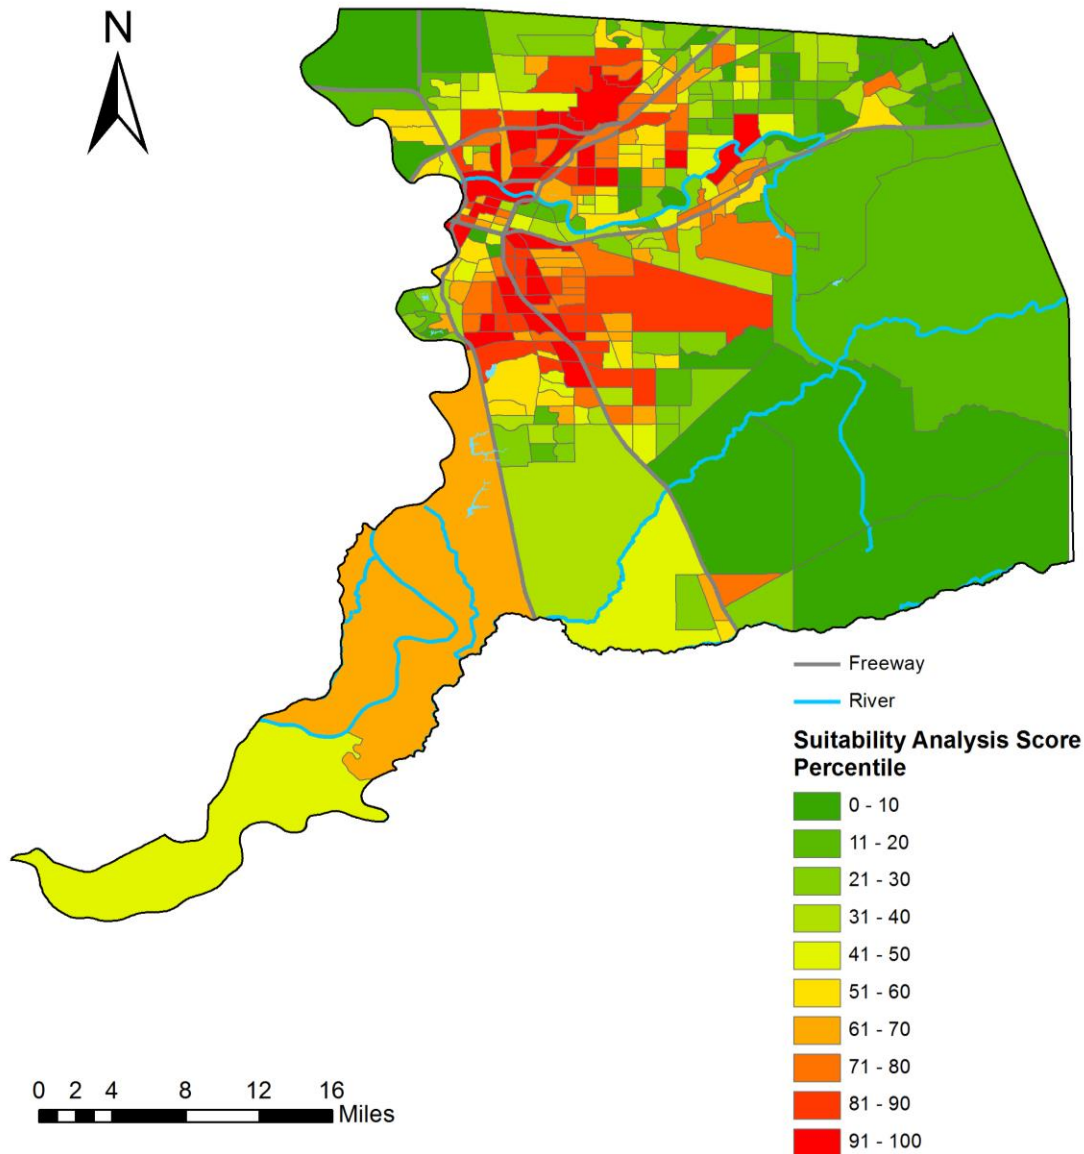 N
Freeway
River
Suitability Analysis Score
Percentile
0 - 10
11 - 20
21 - 30
31 - 40
41 - 50
51 - 60
61 - 70
71 - 80
81 - 90
91 - 100
0 2 4 8 12 16
Miles